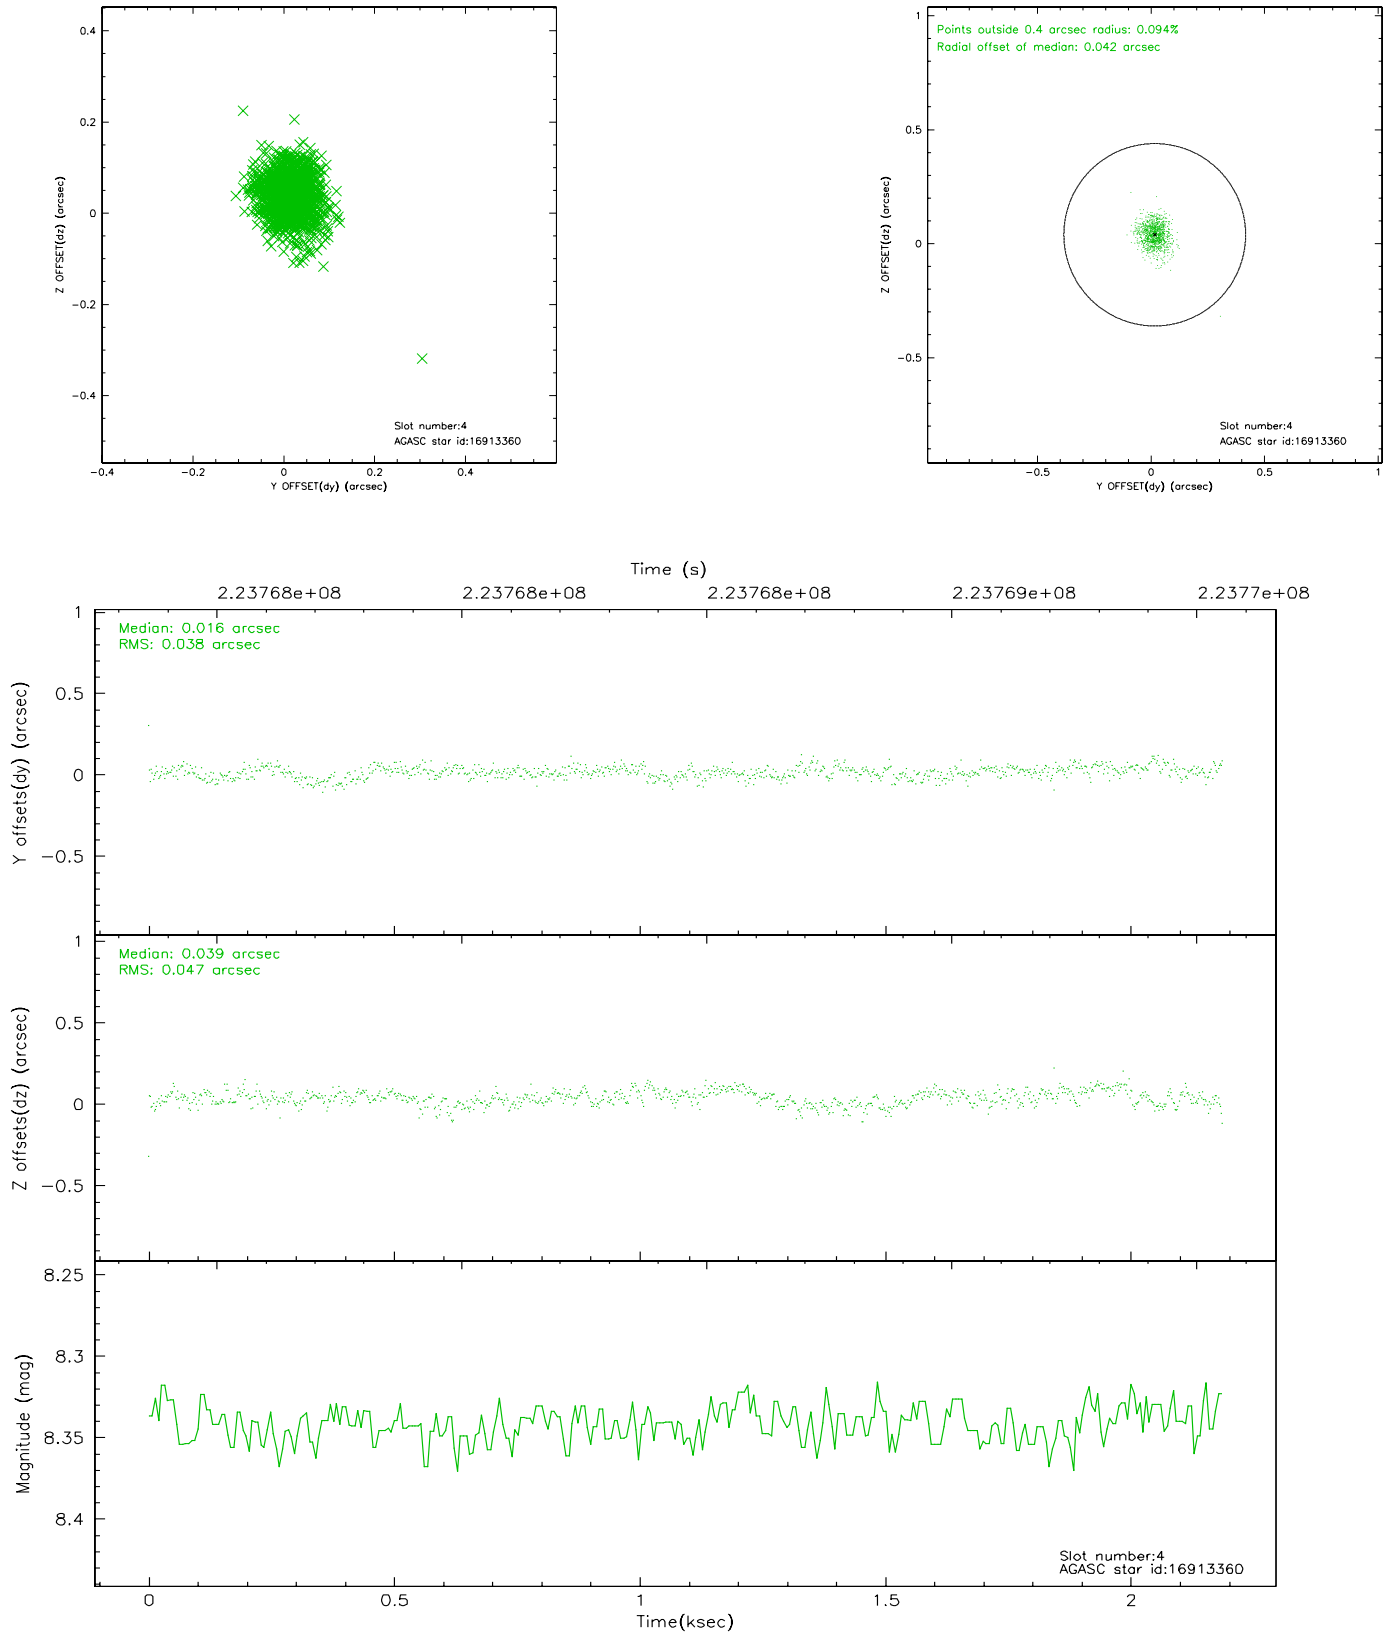 0.4
0.2
0
−0.2
−0.4
Z OFFSET(dz) (arcsec)
−0.4 −0.2 0 0.2 0.4
Y OFFSET(dy) (arcsec)
Slot number:4
AGASC star id:16913360
Points outside 0.4 arcsec radius: 0.094%
Radial offset of median: 0.042 arcsec
1
0.5
0
−0.5
Z OFFSET(dz) (arcsec)
−0.5 0 0.5 1
Y OFFSET(dy) (arcsec)
Slot number:4
AGASC star id:16913360
Time (s)
2.23768e+08 2.23768e+08 2.23768e+08 2.23769e+08 2.2377e+08
Median: 0.016 arcsec
RMS: 0.038 arcsec
1
0.5
0
−0.5
Y offsets(dy) (arcsec)
Median: 0.039 arcsec
RMS: 0.047 arcsec
1
0.5
0
−0.5
Z offsets(dz) (arcsec)
8.25
8.3
8.35
8.4
Magnitude (mag)
Slot number:4
AGASC star id:16913360
0 0.5 1 1.5 2
Time(ksec)